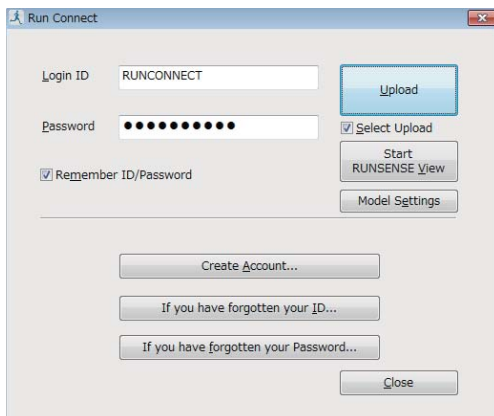 Run Connect
Login ID
RUNCONNECT
Upload
Password
●●●●●●●●●●
Select Upload
Remember ID/Password
Start
RUNSENSE View
Model Settings
Create Account...
If you have forgotten your ID...
If you have forgotten your Password...
Close